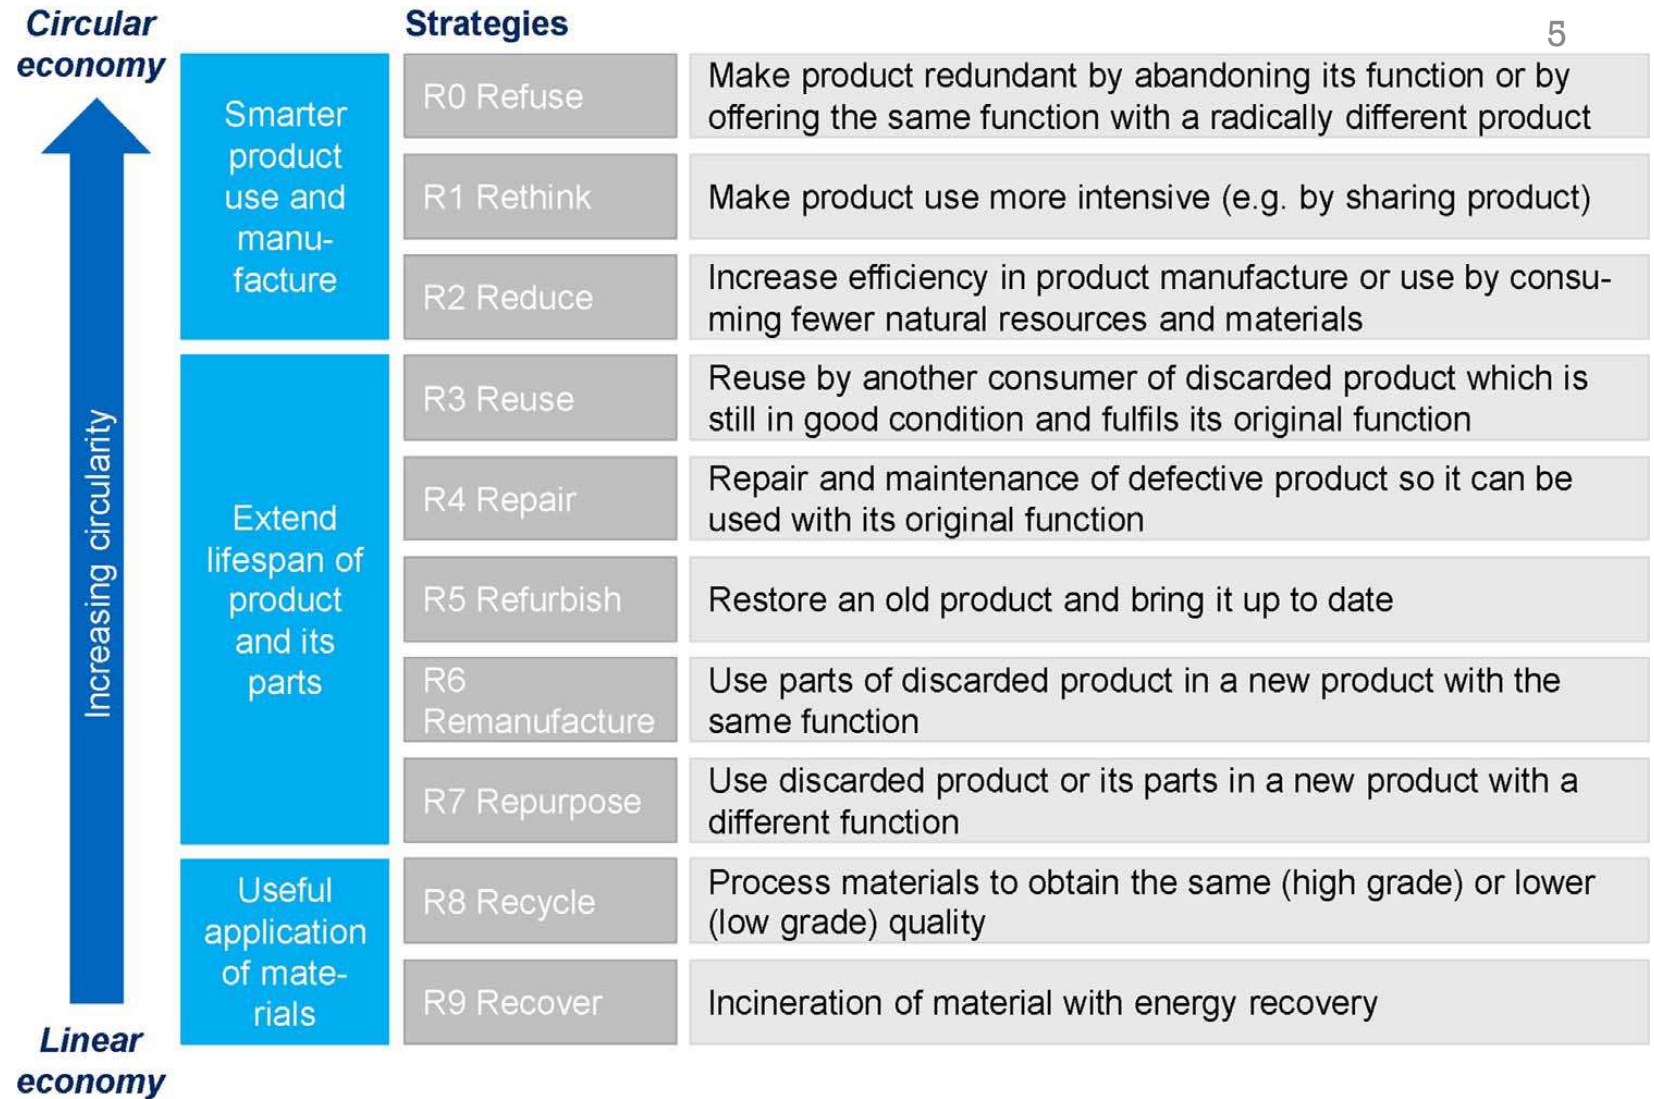 Circular
economy
Strategies
5
Smarter
product
use and
manu-
facture
R0 Refuse
Make product redundant by abandoning its function or by
offering the same function with a radically different product
R1 Rethink
Make product use more intensive (e.g. by sharing product)
R2 Reduce
Increase efficiency in product manufacture or use by consu-
ming fewer natural resources and materials
Increasing circularity
Extend
lifespan of
product
and its
parts
R3 Reuse
Reuse by another consumer of discarded product which is
still in good condition and fulfils its original function
R4 Repair
Repair and maintenance of defective product so it can be
used with its original function
R5 Refurbish
Restore an old product and bring it up to date
R6
Remanufacture
Use parts of discarded product in a new product with the
same function
R7 Repurpose
Use discarded product or its parts in a new product with a
different function
Useful
application
of mate-
rials
R8 Recycle
Process materials to obtain the same (high grade) or lower
(low grade) quality
R9 Recover
Incineration of material with energy recovery
Linear
economy